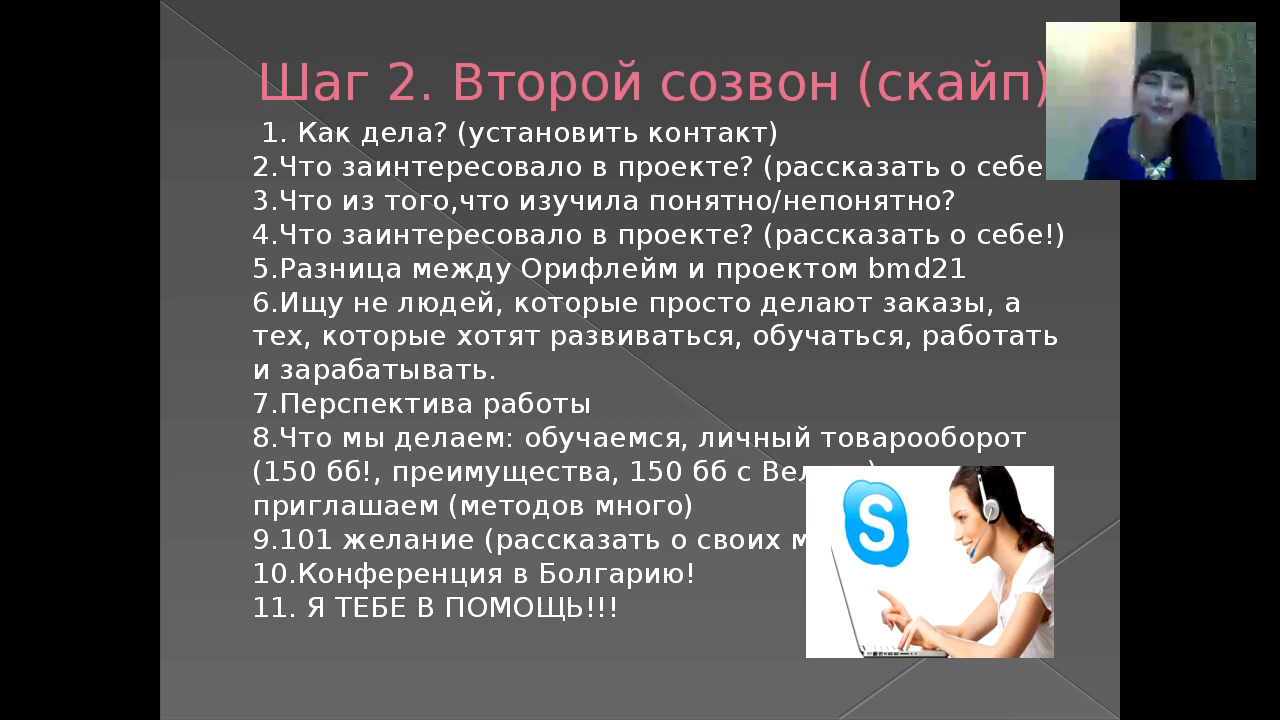 Шаг 2. Второй созвон (скайп)
1. Как дела? (установить контакт)
2.Что заинтересовало в проекте? (рассказать о себе
3.Что из того,что изучила понятно/непонятно?
4.Что заинтересовало в проекте? (рассказать о себе!)
5.Разница между Орифлейм и проектом bmd21
6.Ищу не людей, которые просто делают заказы, а
тех, которые хотят развиваться, обучаться, работать
и зарабатывать.
7.Перспектива работы
8.Что мы делаем: обучаемся, личный товарооборот
(150 бб!, преимущества, 150 бб с
приглашаем (методов много)
9.101 желание (рассказать о своих
10.Конференция в Болгарию!
11. Я ТЕБЕ В ПОМОЩЬ!!!
S